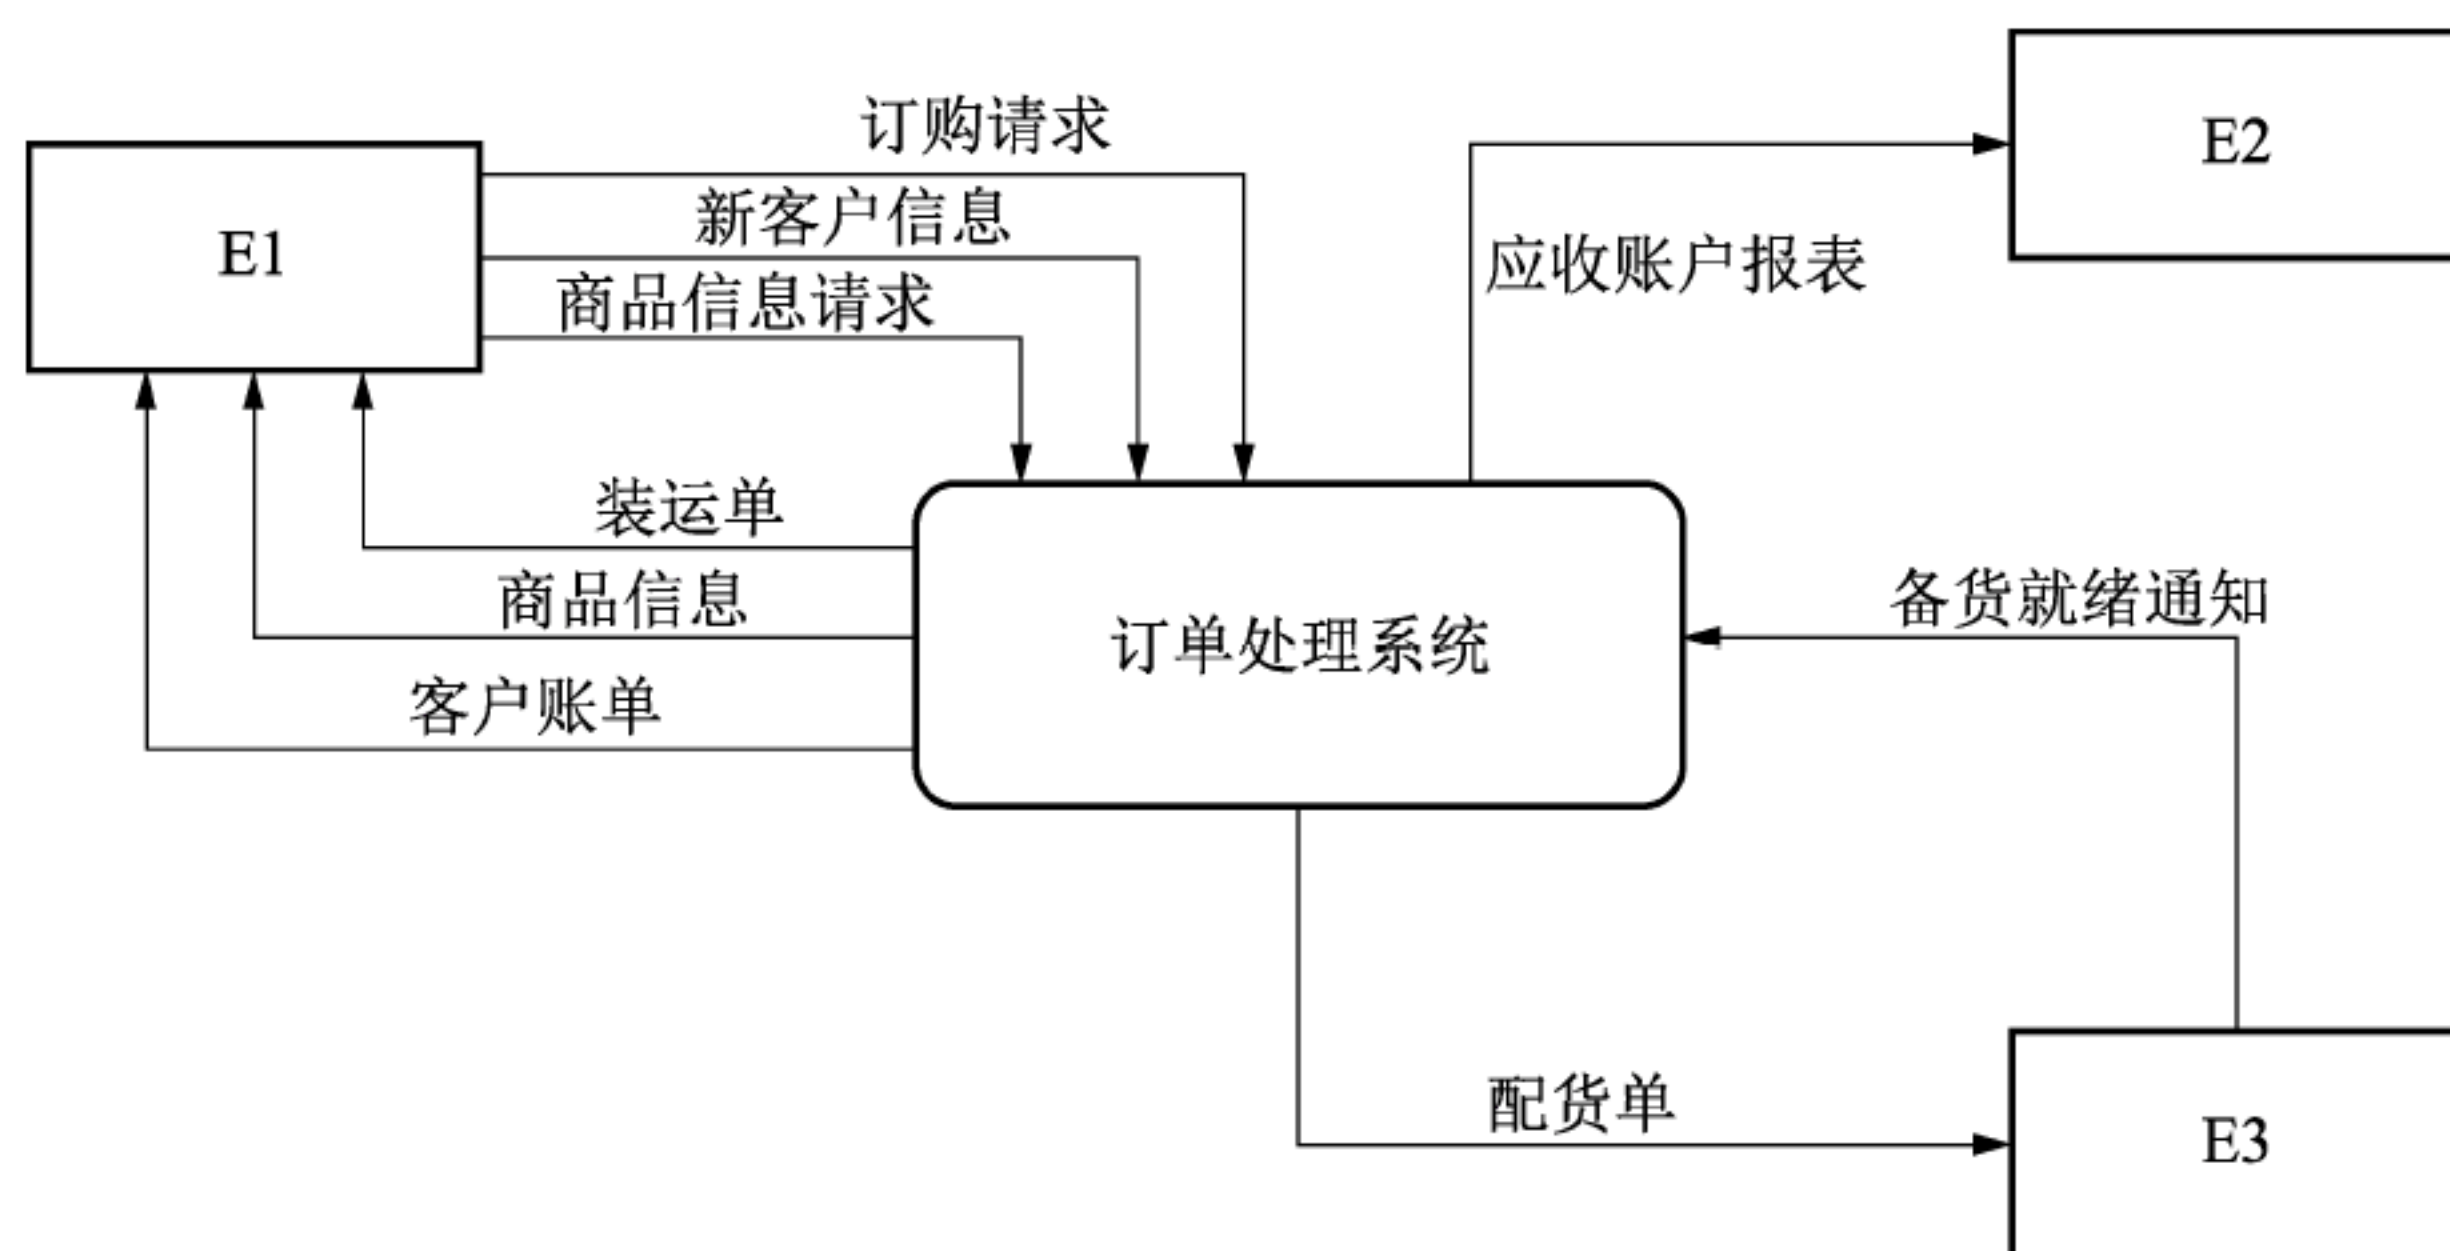 订购请求
E2
新客户信息
E1
应收账户报表
商品信息请求
装运单
商品信息
备货就绪通知
订单处理系统
客户账单
配货单
E3